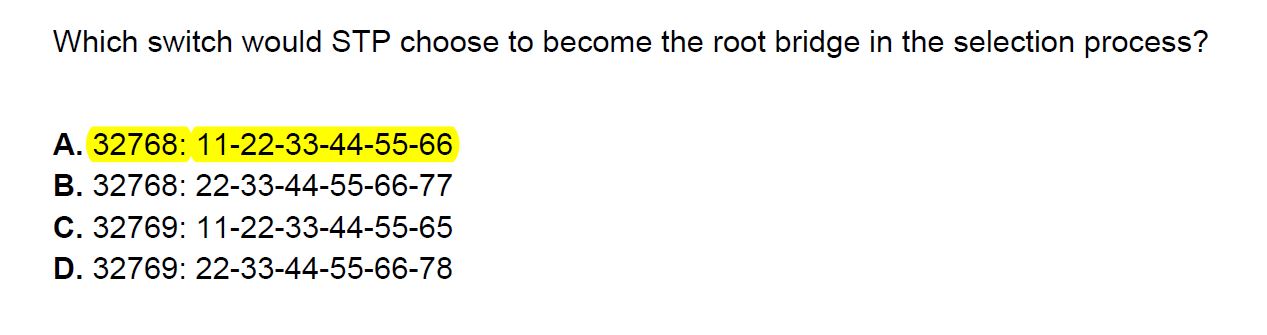 Which switch would STP choose to become the root bridge in the selection process?
A. 32768: 11-22-33-44-55-66
B. 32768: 22-33-44-55-66-77
C. 32769: 11-22-33-44-55-65
D. 32769: 22-33-44-55-66-78